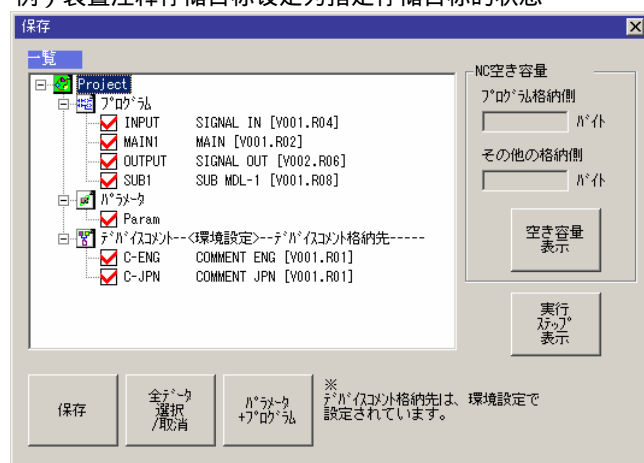 例) 装置注释存储目标设定为指定存储目标的状态
保存
一覧
Project
ﾌﾟﾛｸﾞﾗﾑ
INPUT SIGNAL IN [V001.R04]
MAIN1 MAIN [V001.R02]
OUTPUT SIGNAL OUT [V002.R06]
SUB1 SUB MDL-1 [V001.R08]
ﾊﾟﾗﾒｰﾀ
Param
ﾃﾞﾊﾞｲｽｺﾒﾝﾄ--<環境設定>--ﾃﾞﾊﾞｲｽｺﾒﾝﾄ格納先-----
C-ENG COMMENT ENG [V001.R01]
C-JPN COMMENT JPN [V001.R01]
NC空き容量
ﾌﾟﾛｸﾞﾗﾑ格納側
ﾊﾞｲﾄ
その他の格納側
ﾊﾞｲﾄ
空き容量
表示
実行
ｽﾃｯﾌﾟ
表示
保存
全ﾃﾞｰﾀ
選択
/取消
ﾊﾟﾗﾒｰﾀ
+ﾌﾟﾛｸﾞﾗﾑ
※
ﾃﾞﾊﾞｲｽｺﾒﾝﾄ格納先は、環境設定で
設定されています。